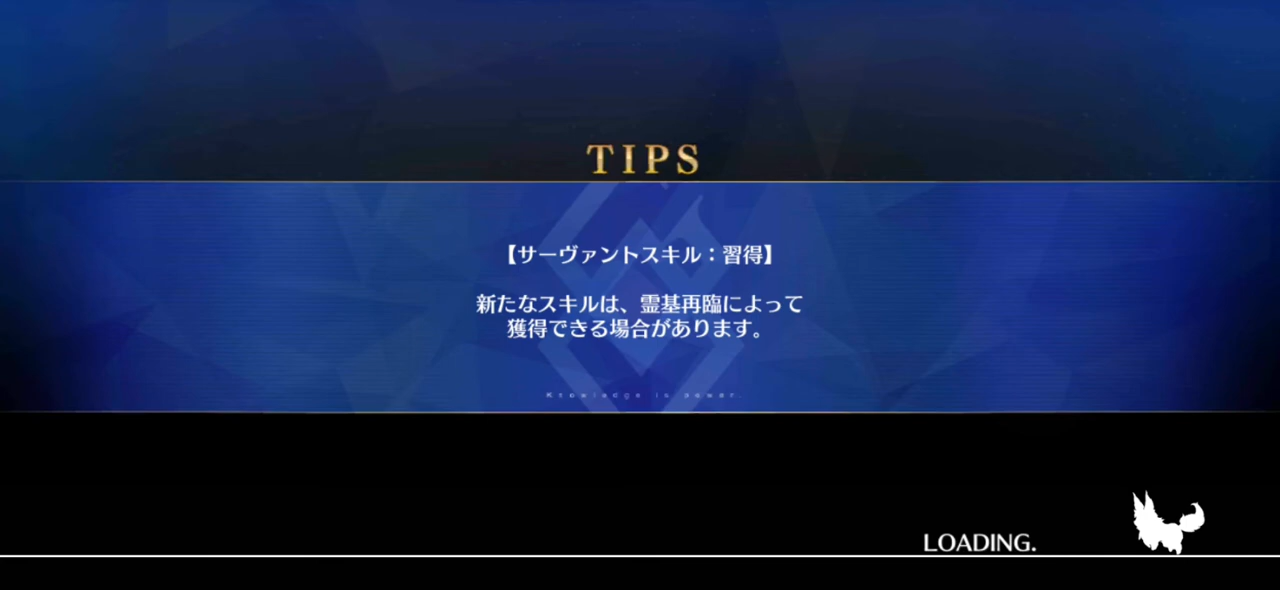 TIPS
【サーヴァントスキル：習得】
新たなスキルは、霊基再臨によって
獲得できる場合があります。
Knowledge is power.
LOADING.